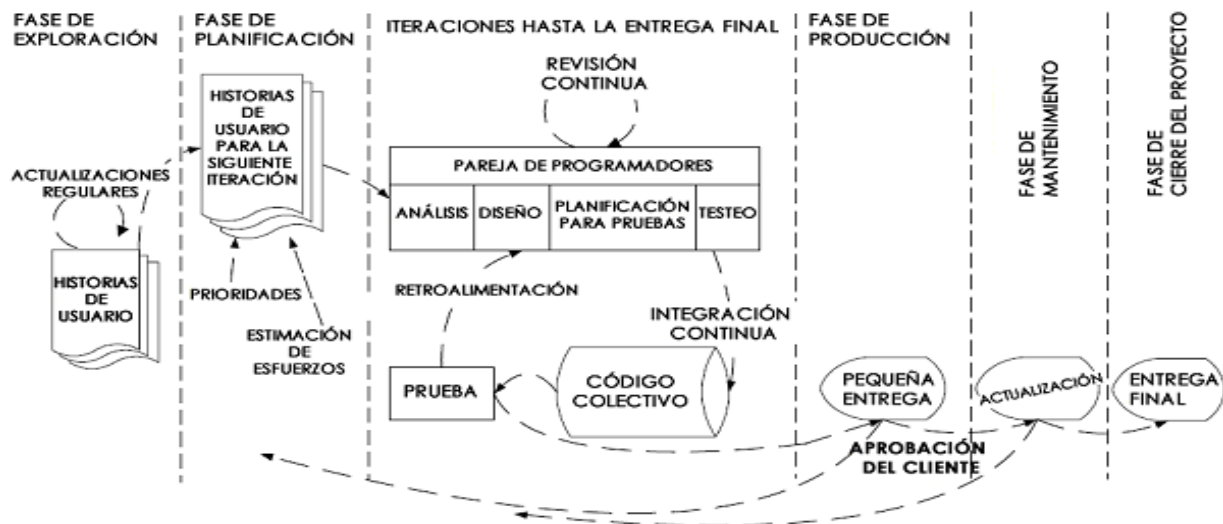 FASE DE
EXPLORACIÓN
FASE DE
PLANIFICACIÓN
ITERACIONES HASTA LA ENTREGA FINAL
FASE DE
PRODUCCIÓN
FASE DE
MANTENIMIENTO
FASE DE
CIERRE DEL PROYECTO
ACTUALIZACIONES
REGULARES
HISTORIAS
DE
USUARIO
HISTORIAS
DE
USUARIO
PARA LA
SIGUIENTE
ITERACIÓN
PRIORIDADES
ESTIMACIÓN
DE
ESFUERZOS
REVISIÓN
CONTINUA
PAREJA DE PROGRAMADORES
ANÁLISIS
DISEÑO
PLANIFICACIÓN
PARA PRUEBAS
TESTEO
RETROALIMENTACIÓN
INTEGRACIÓN
CONTINUA
PRUEBA
CÓDIGO
COLECTIVO
PEQUEÑA
ENTREGA
ACTUALIZACIÓN
ENTREGA
FINAL
APROBACIÓN
DEL CLIENTE